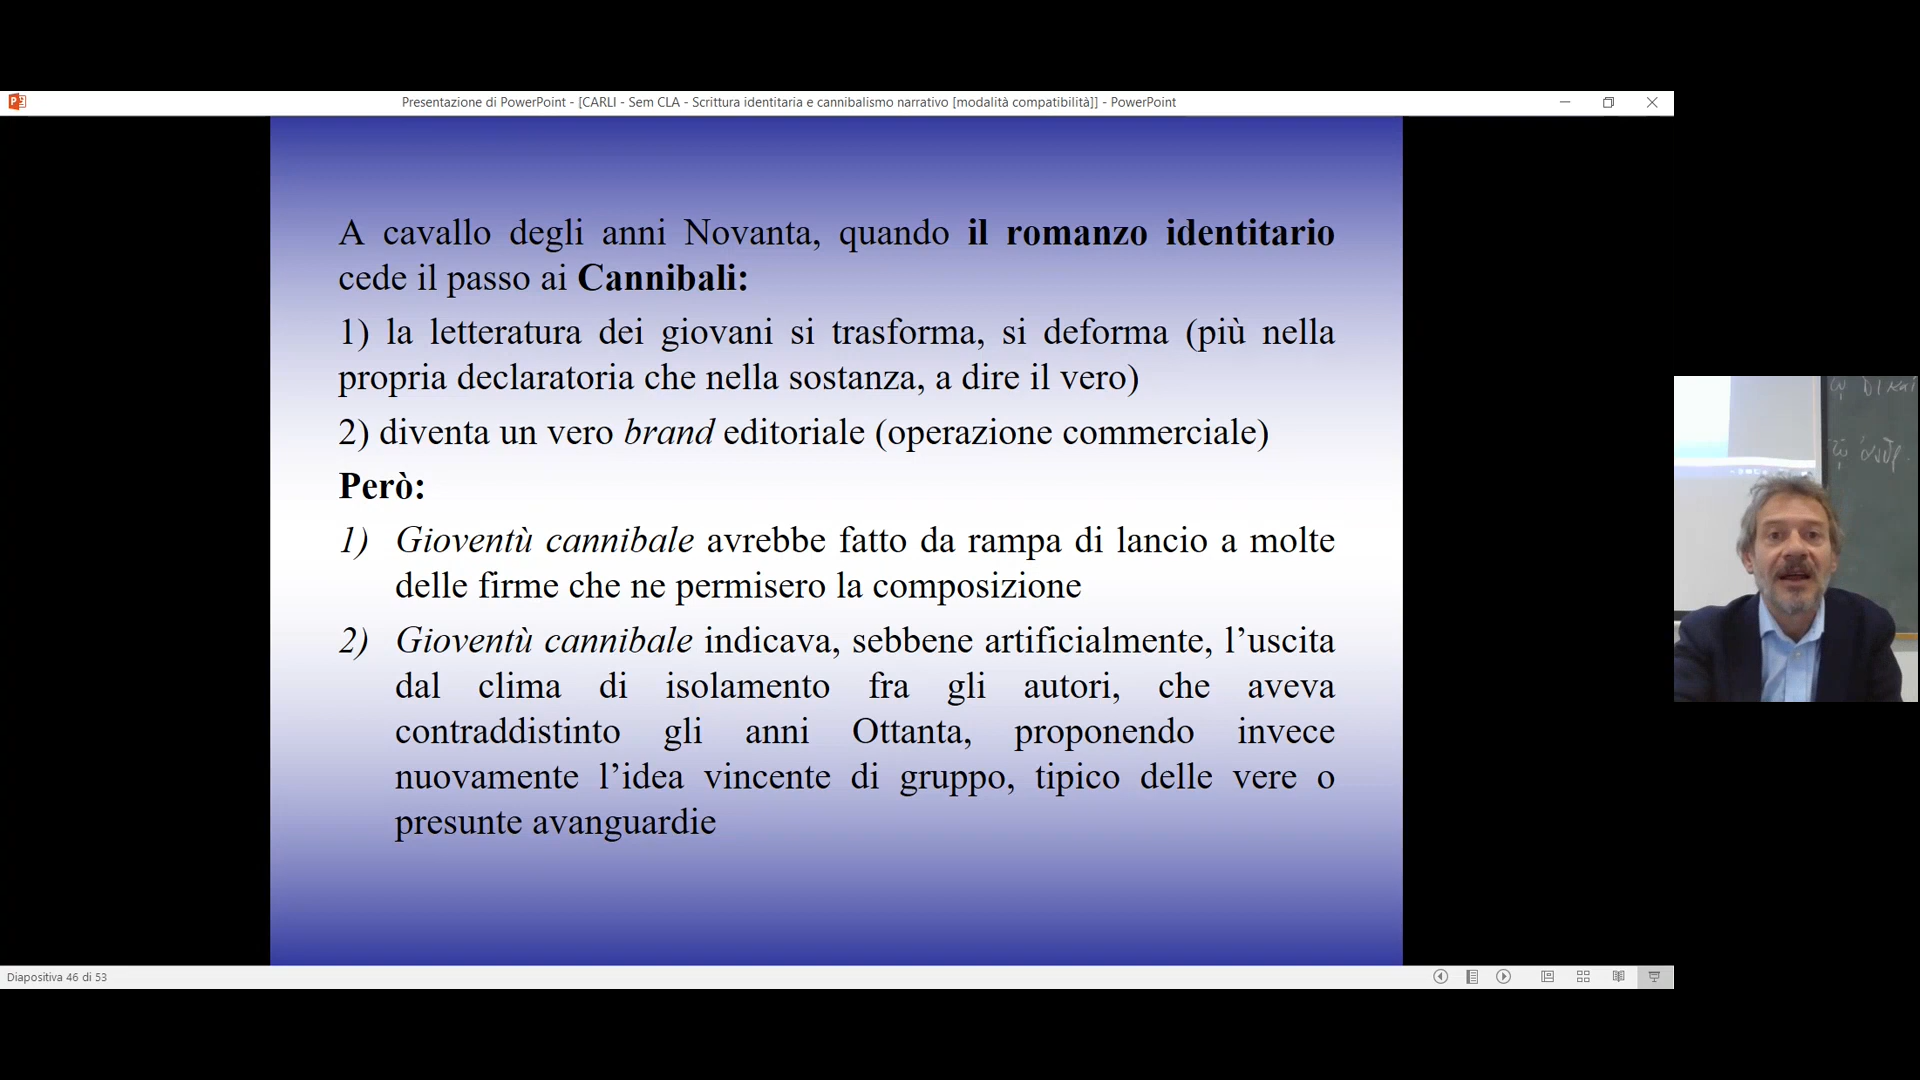 Presentazione di PowerPoint - [CARLI - Sem CLA - Scrittura identitaria e cannibalismo narrativo [modalità compatibilità]] - PowerPoint
A cavallo degli anni Novanta, quando il romanzo identitario
cede il passo ai Cannibali:
1) la letteratura dei giovani si trasforma, si deforma (più nella
propria declaratoria che nella sostanza, a dire il vero)
2) diventa un vero brand editoriale (operazione commerciale)
Però:
1) Gioventù cannibale avrebbe fatto da rampa di lancio a molte
delle firme che ne permisero la composizione
2) Gioventù cannibale indicava, sebbene artificialmente, l’uscita
dal clima di isolamento fra gli autori, che aveva
contraddistinto gli anni Ottanta, proponendo invece
nuovamente l’idea vincente di gruppo, tipico delle vere o
presunte avanguardie
Diapositiva 46 di 53